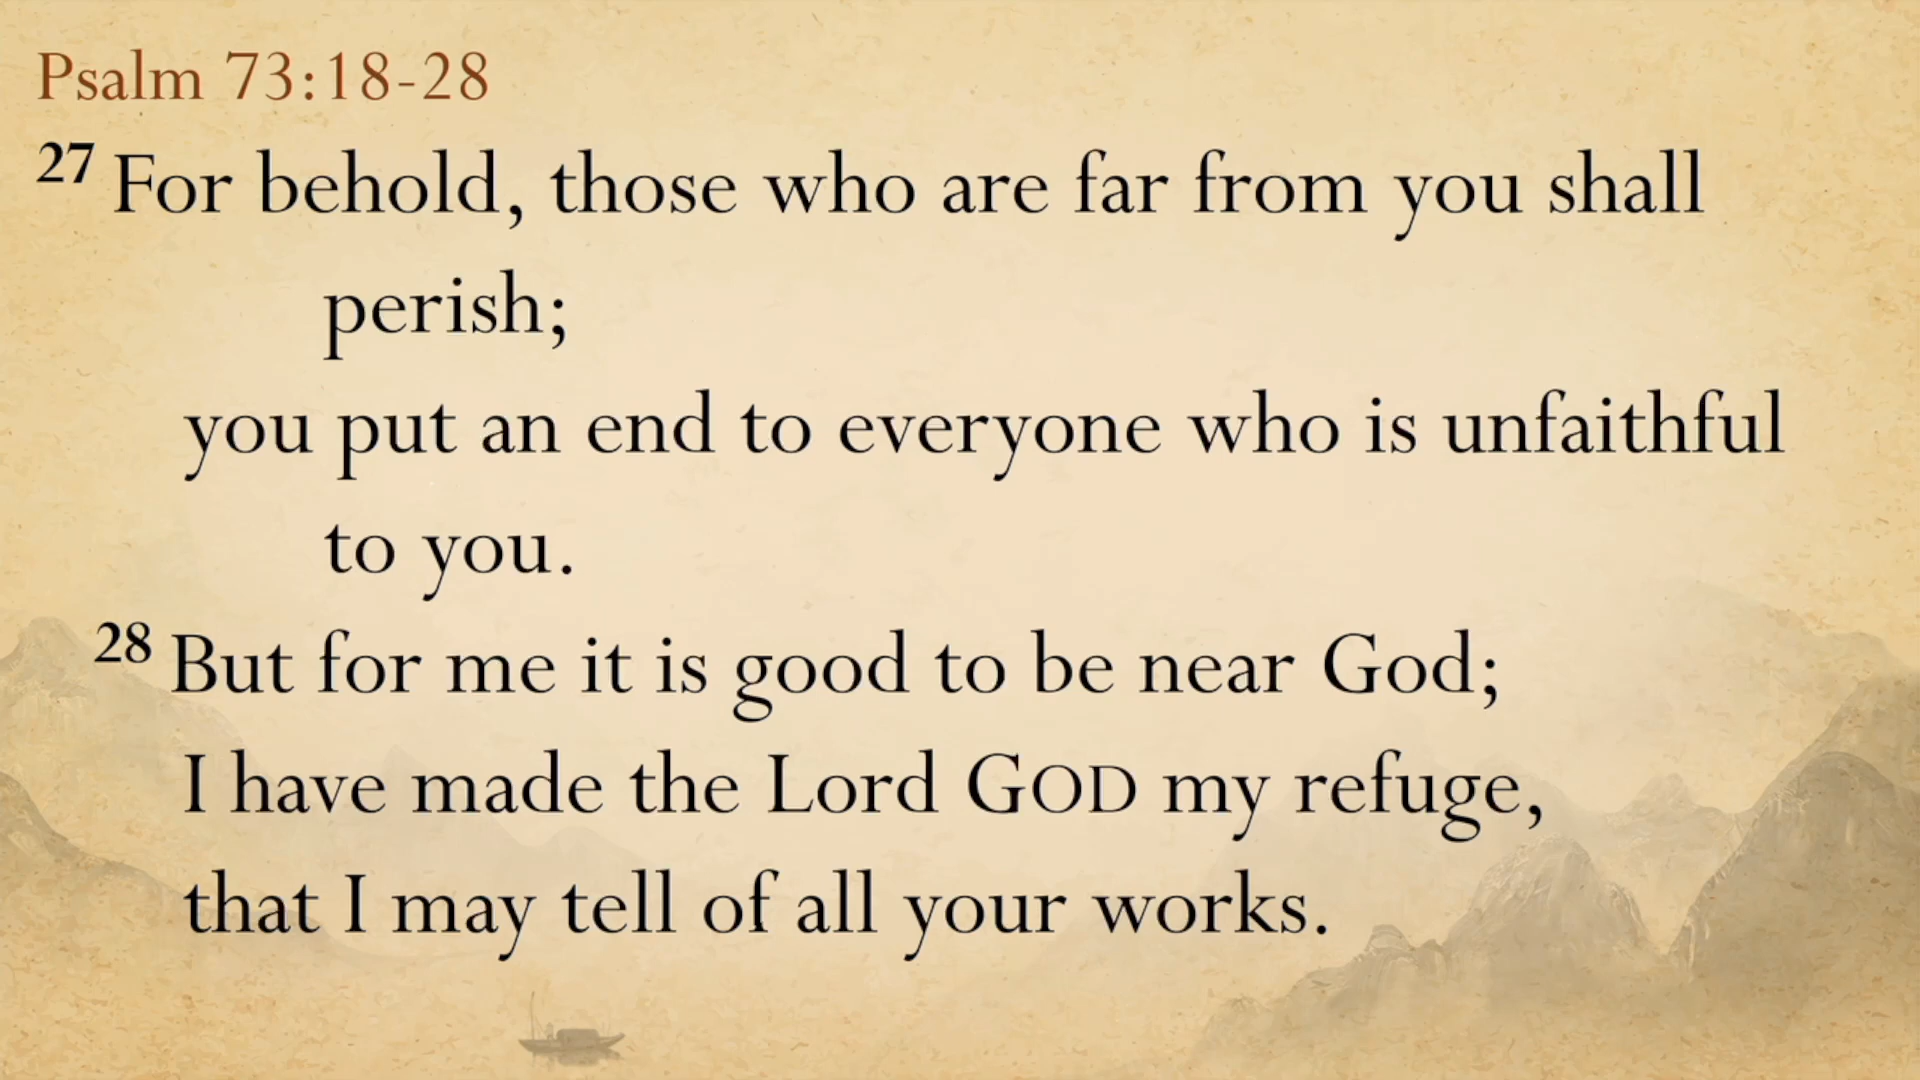 Psalm 73:18-28
27 For behold, those who are far from you shall
perish;
you put an end to everyone who is unfaithful
to you.
28 But for me it is good to be near God;
I have made the Lord GOD my refuge,
that I may tell of all your works.